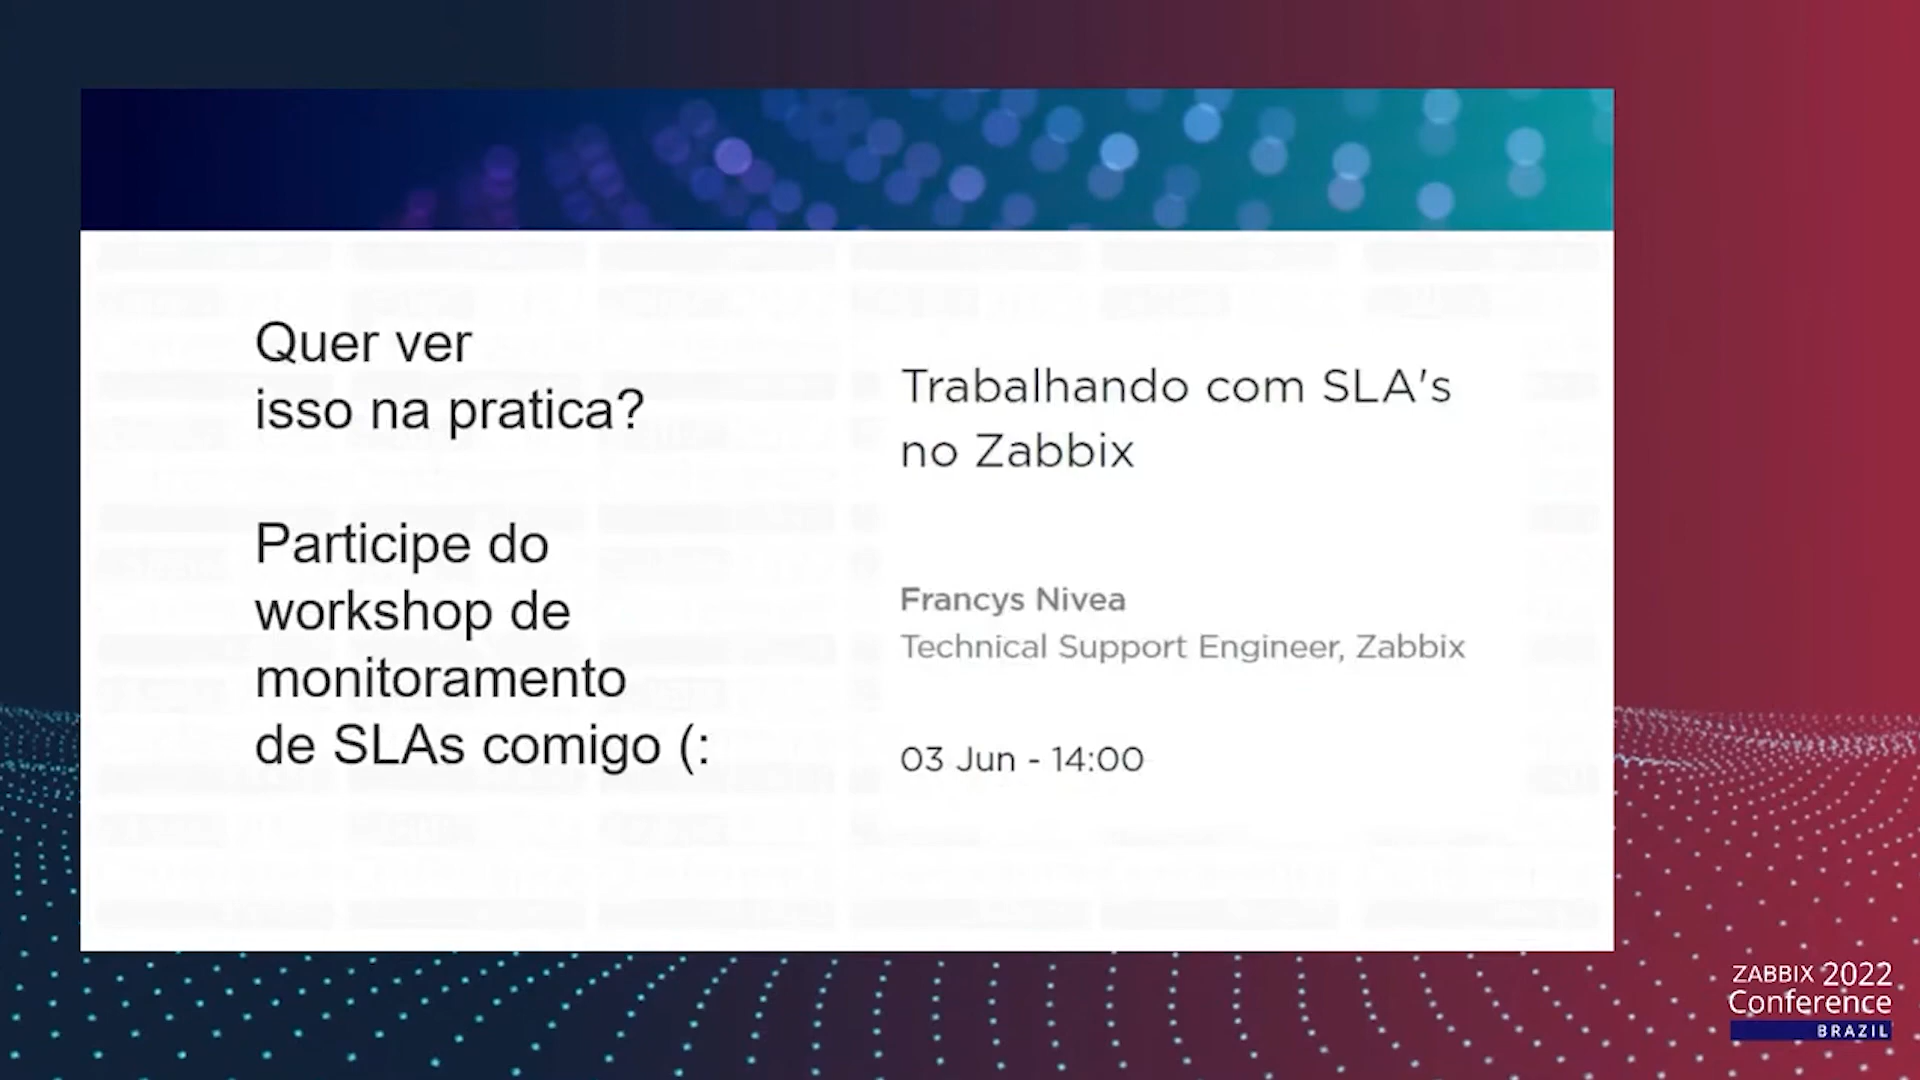 Quer ver
isso na pratica?
Participe do
workshop de
monitoramento
de SLAs comigo (:
Trabalhando com SLA's
no Zabbix
Francys Nivea
Technical Support Engineer, Zabbix
03 Jun - 14:00
ZABBIX 2022
Conference
BRAZIL